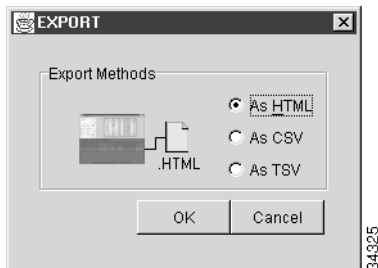 EXPORT
Export Methods
As HTML
As CSV
.HTML
As TSV
OK
Cancel
34325